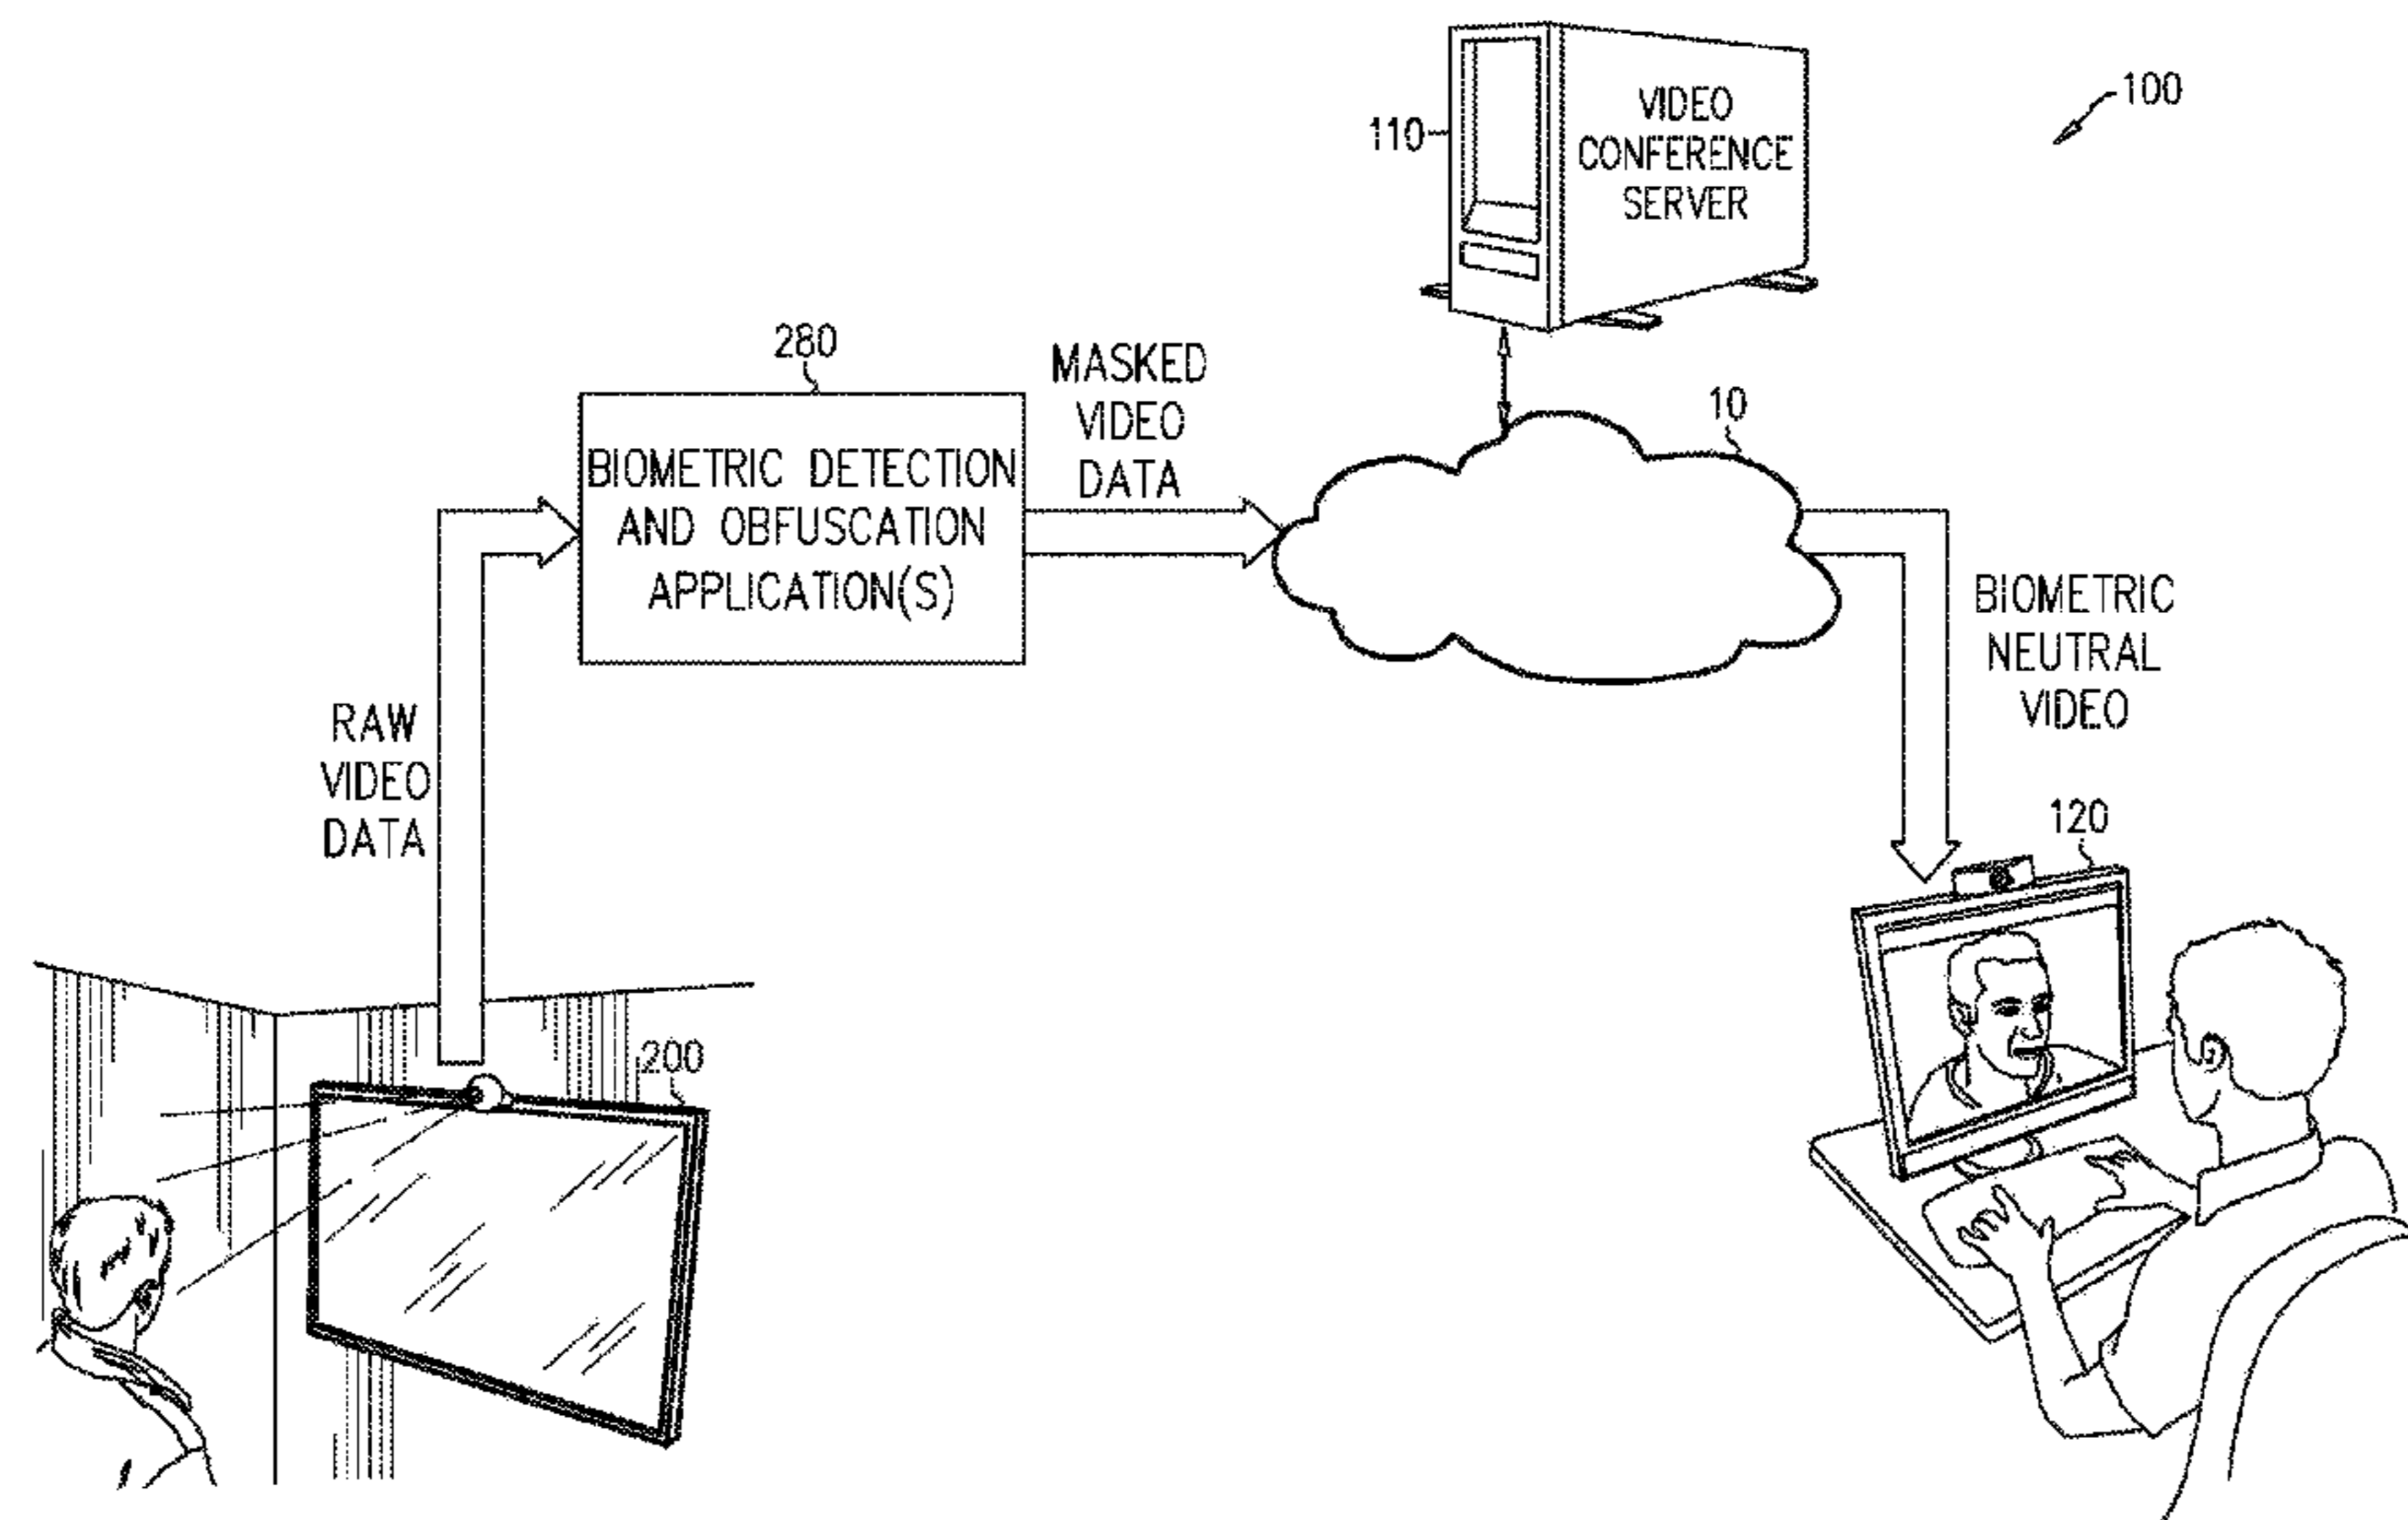 100
110
VIDEO
CONFERENCE
SERVER
280
BIOMETRIC DETECTION
AND OBFUSCATION
APPLICATION(S)
MASKED
VIDEO
DATA
10
BIOMETRIC
NEUTRAL
VIDEO
RAW
VIDEO
DATA
120
200